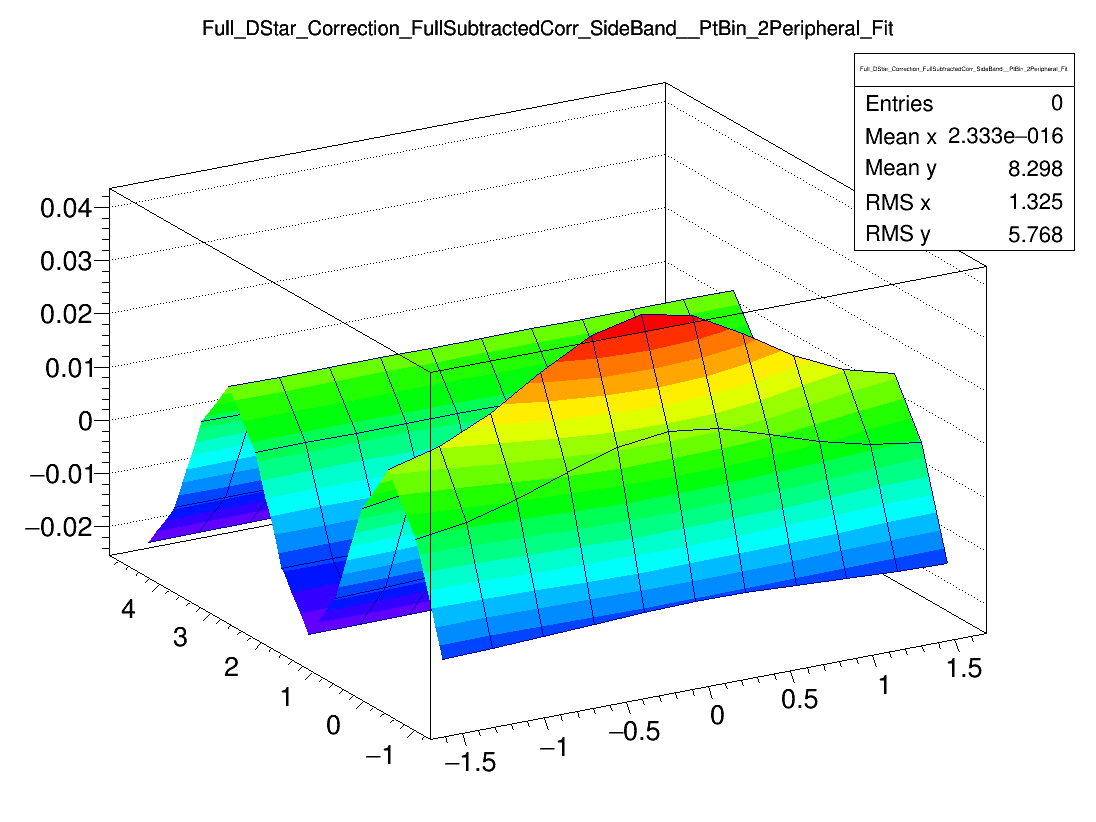 Full_DStar_Correction_FullSubtractedCorr_SideBand__PtBin_2Peripheral_Fit
Full_DStar_Correction_FullSubtractedCorr_SideBand__PtBin_2Peripheral_Fit
Entries 0
Mean x 2.333e−016
Mean y 8.298
RMS x 1.325
RMS y 5.768
0.04
0.03
0.02
0.01
0
−0.01
−0.02
4
3
2
1
0
−1
−1.5
−1
−0.5
0
0.5
1
1.5